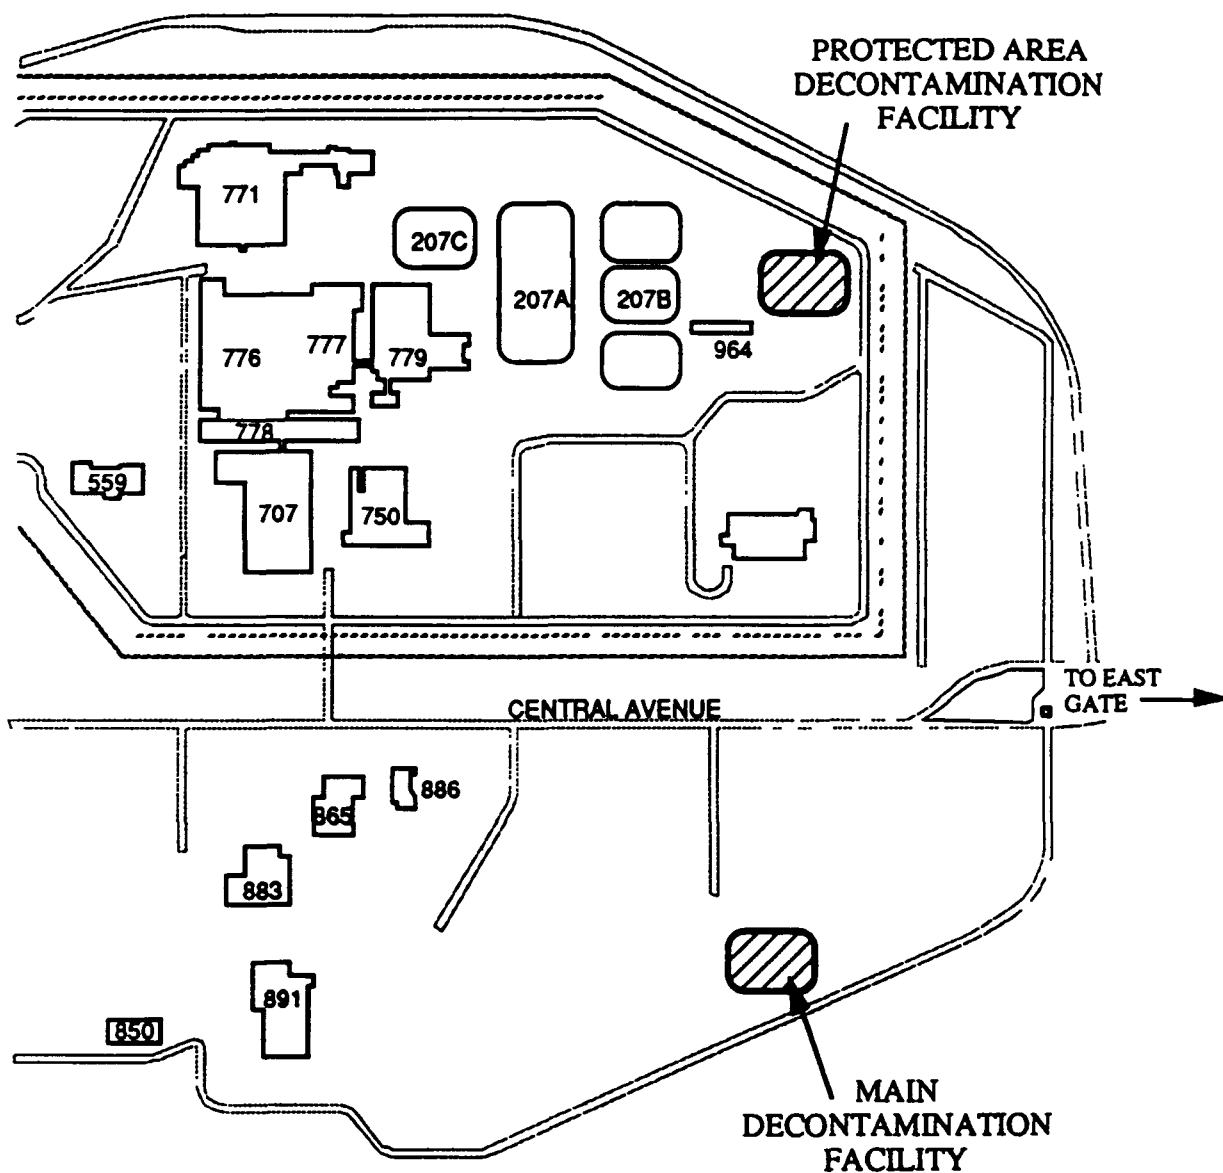 PROTECTED AREA
DECONTAMINATION
FACILITY
771
207C
207A
207B
776
777
779
964
778
559
707
750
TO EAST
GATE
CENTRAL AVENUE
865
886
883
891
850
MAIN
DECONTAMINATION
FACILITY